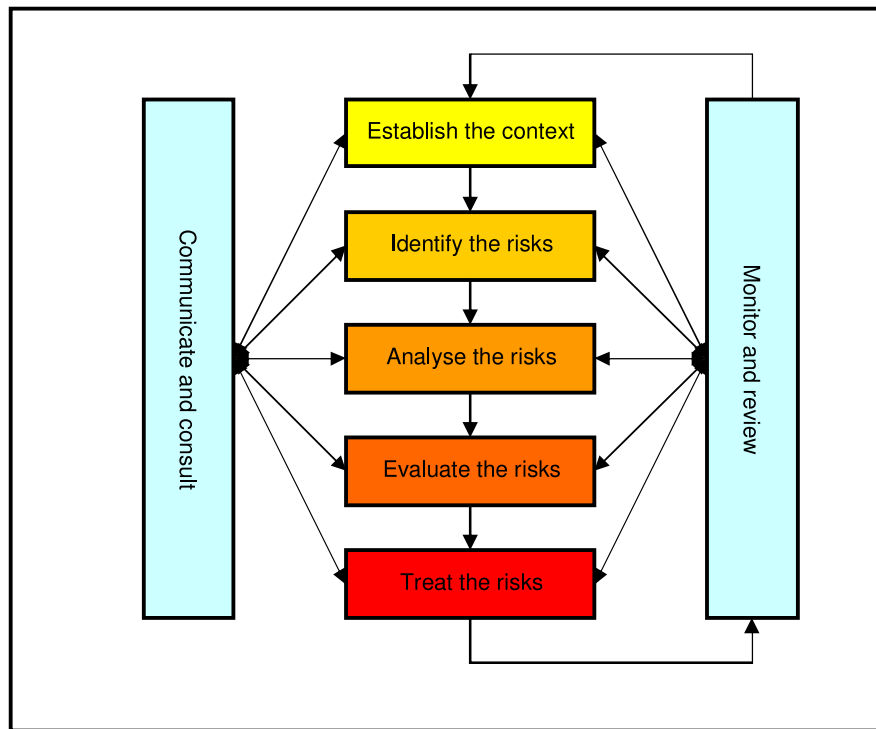 Establish the context
Identify the risks
Analyse the risks
Evaluate the risks
Treat the risks
Communicate and consult
Monitor and review